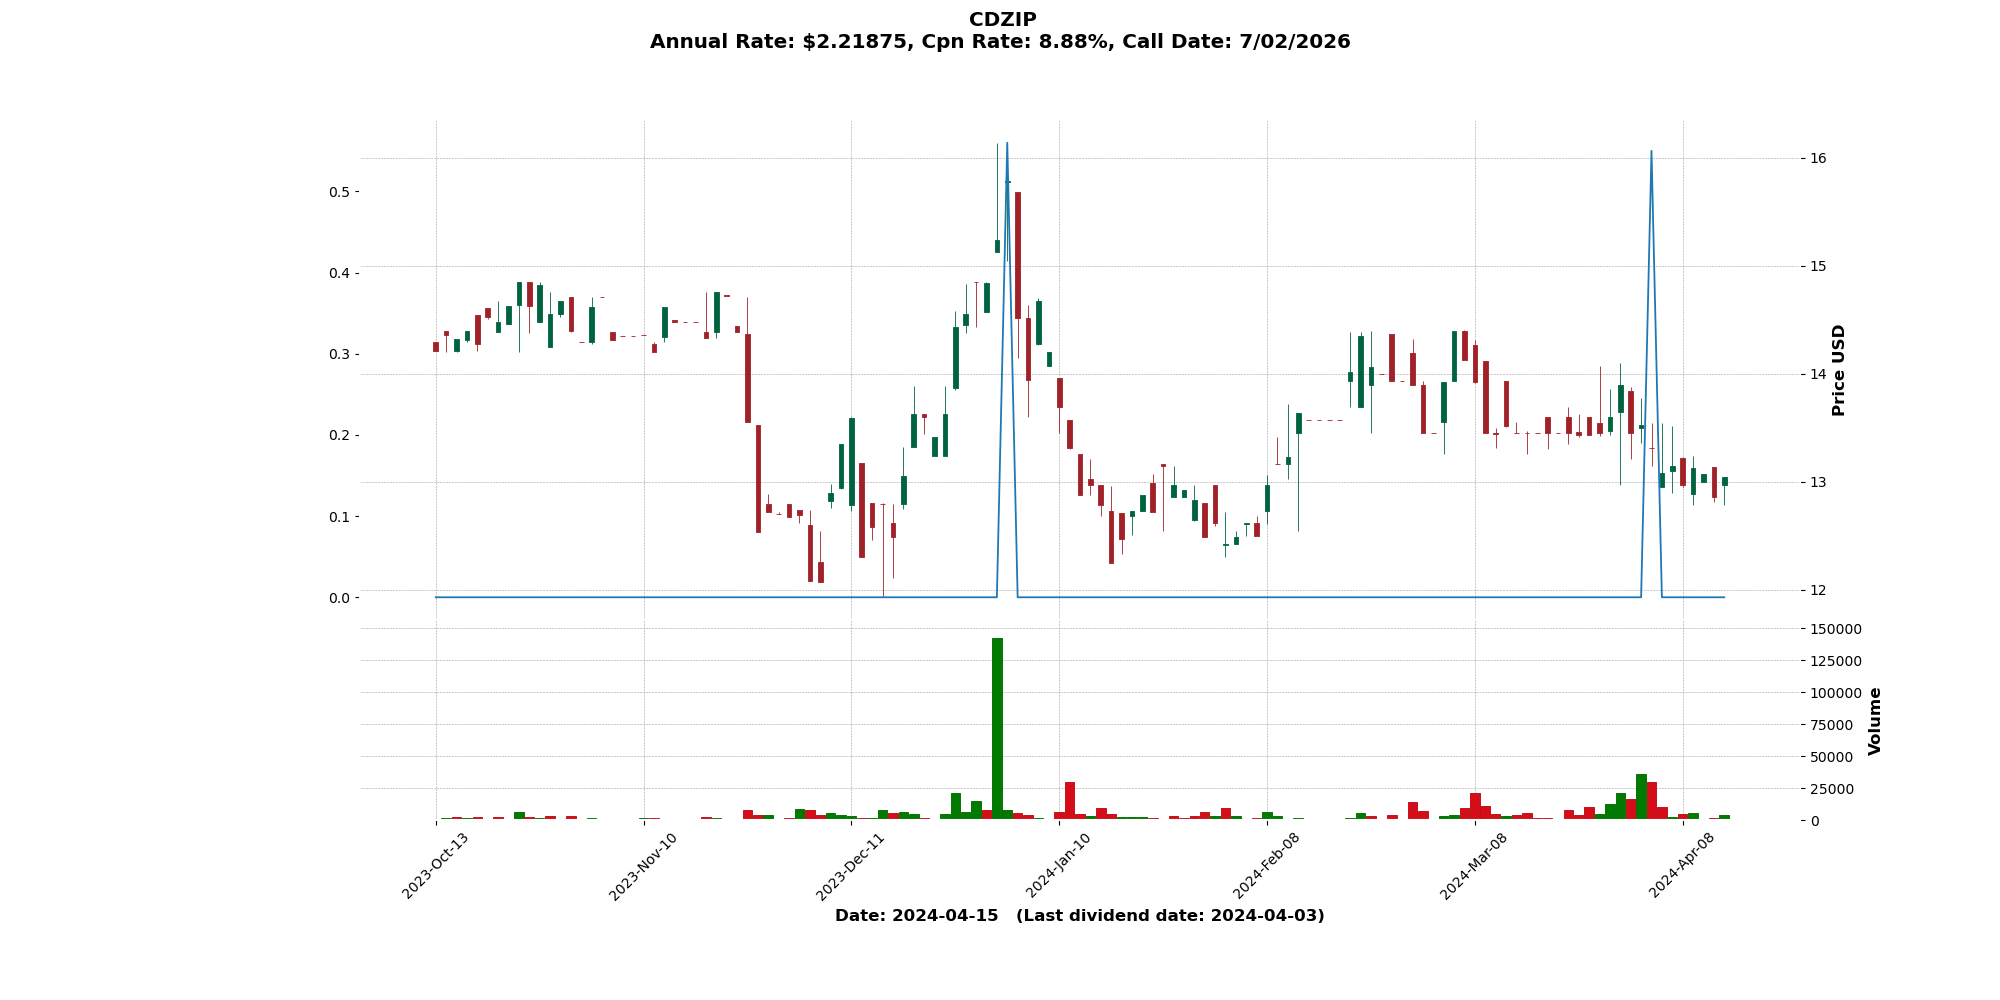 CDZIP
Annual Rate: $2.21875, Cpn Rate: 8.88%, Call Date: 7/02/2026
0.5
0.4
0.3
0.2
0.1
0.0
16
15
14
13
12
Price USD
150000
125000
100000
75000
50000
25000
0
Volume
2023-Oct-13
2023-Nov-10
2023-Dec-11
2024-Jan-10
2024-Feb-08
2024-Mar-08
2024-Apr-08
Date: 2024-04-15   (Last dividend date: 2024-04-03)